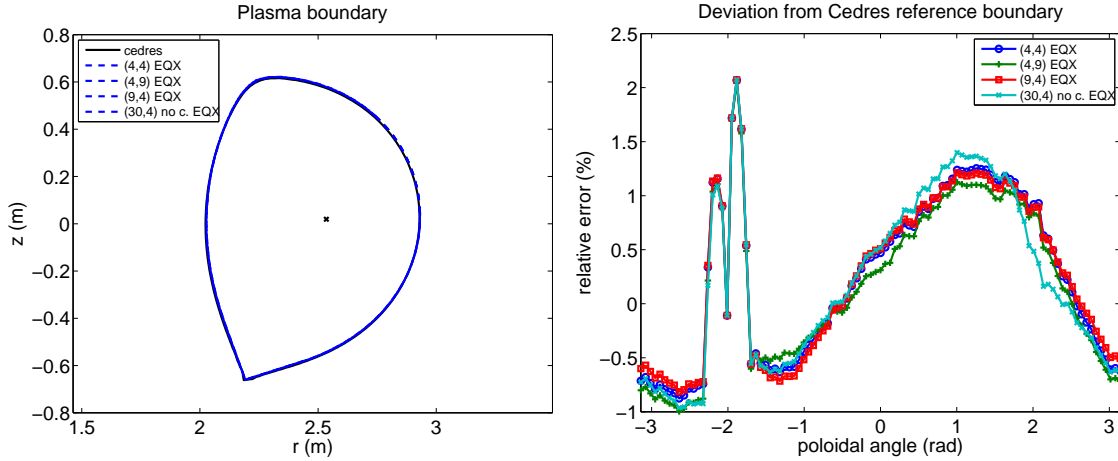 Plasma boundary
0.8
0.6
0.4
0.2
0
−0.2
−0.4
−0.6
−0.8
z (m)
1.5 2 2.5 3
r (m)
cedres
(4,4) EQX
(4,9) EQX
(9,4) EQX
(30,4) no c. EQX
Deviation from Cedres reference boundary
2.5
2
1.5
1
0.5
0
−0.5
−1
relative error (%)
−3 −2 −1 0 1 2 3
poloidal angle (rad)
(4,4) EQX
(4,9) EQX
(9,4) EQX
(30,4) no c. EQX